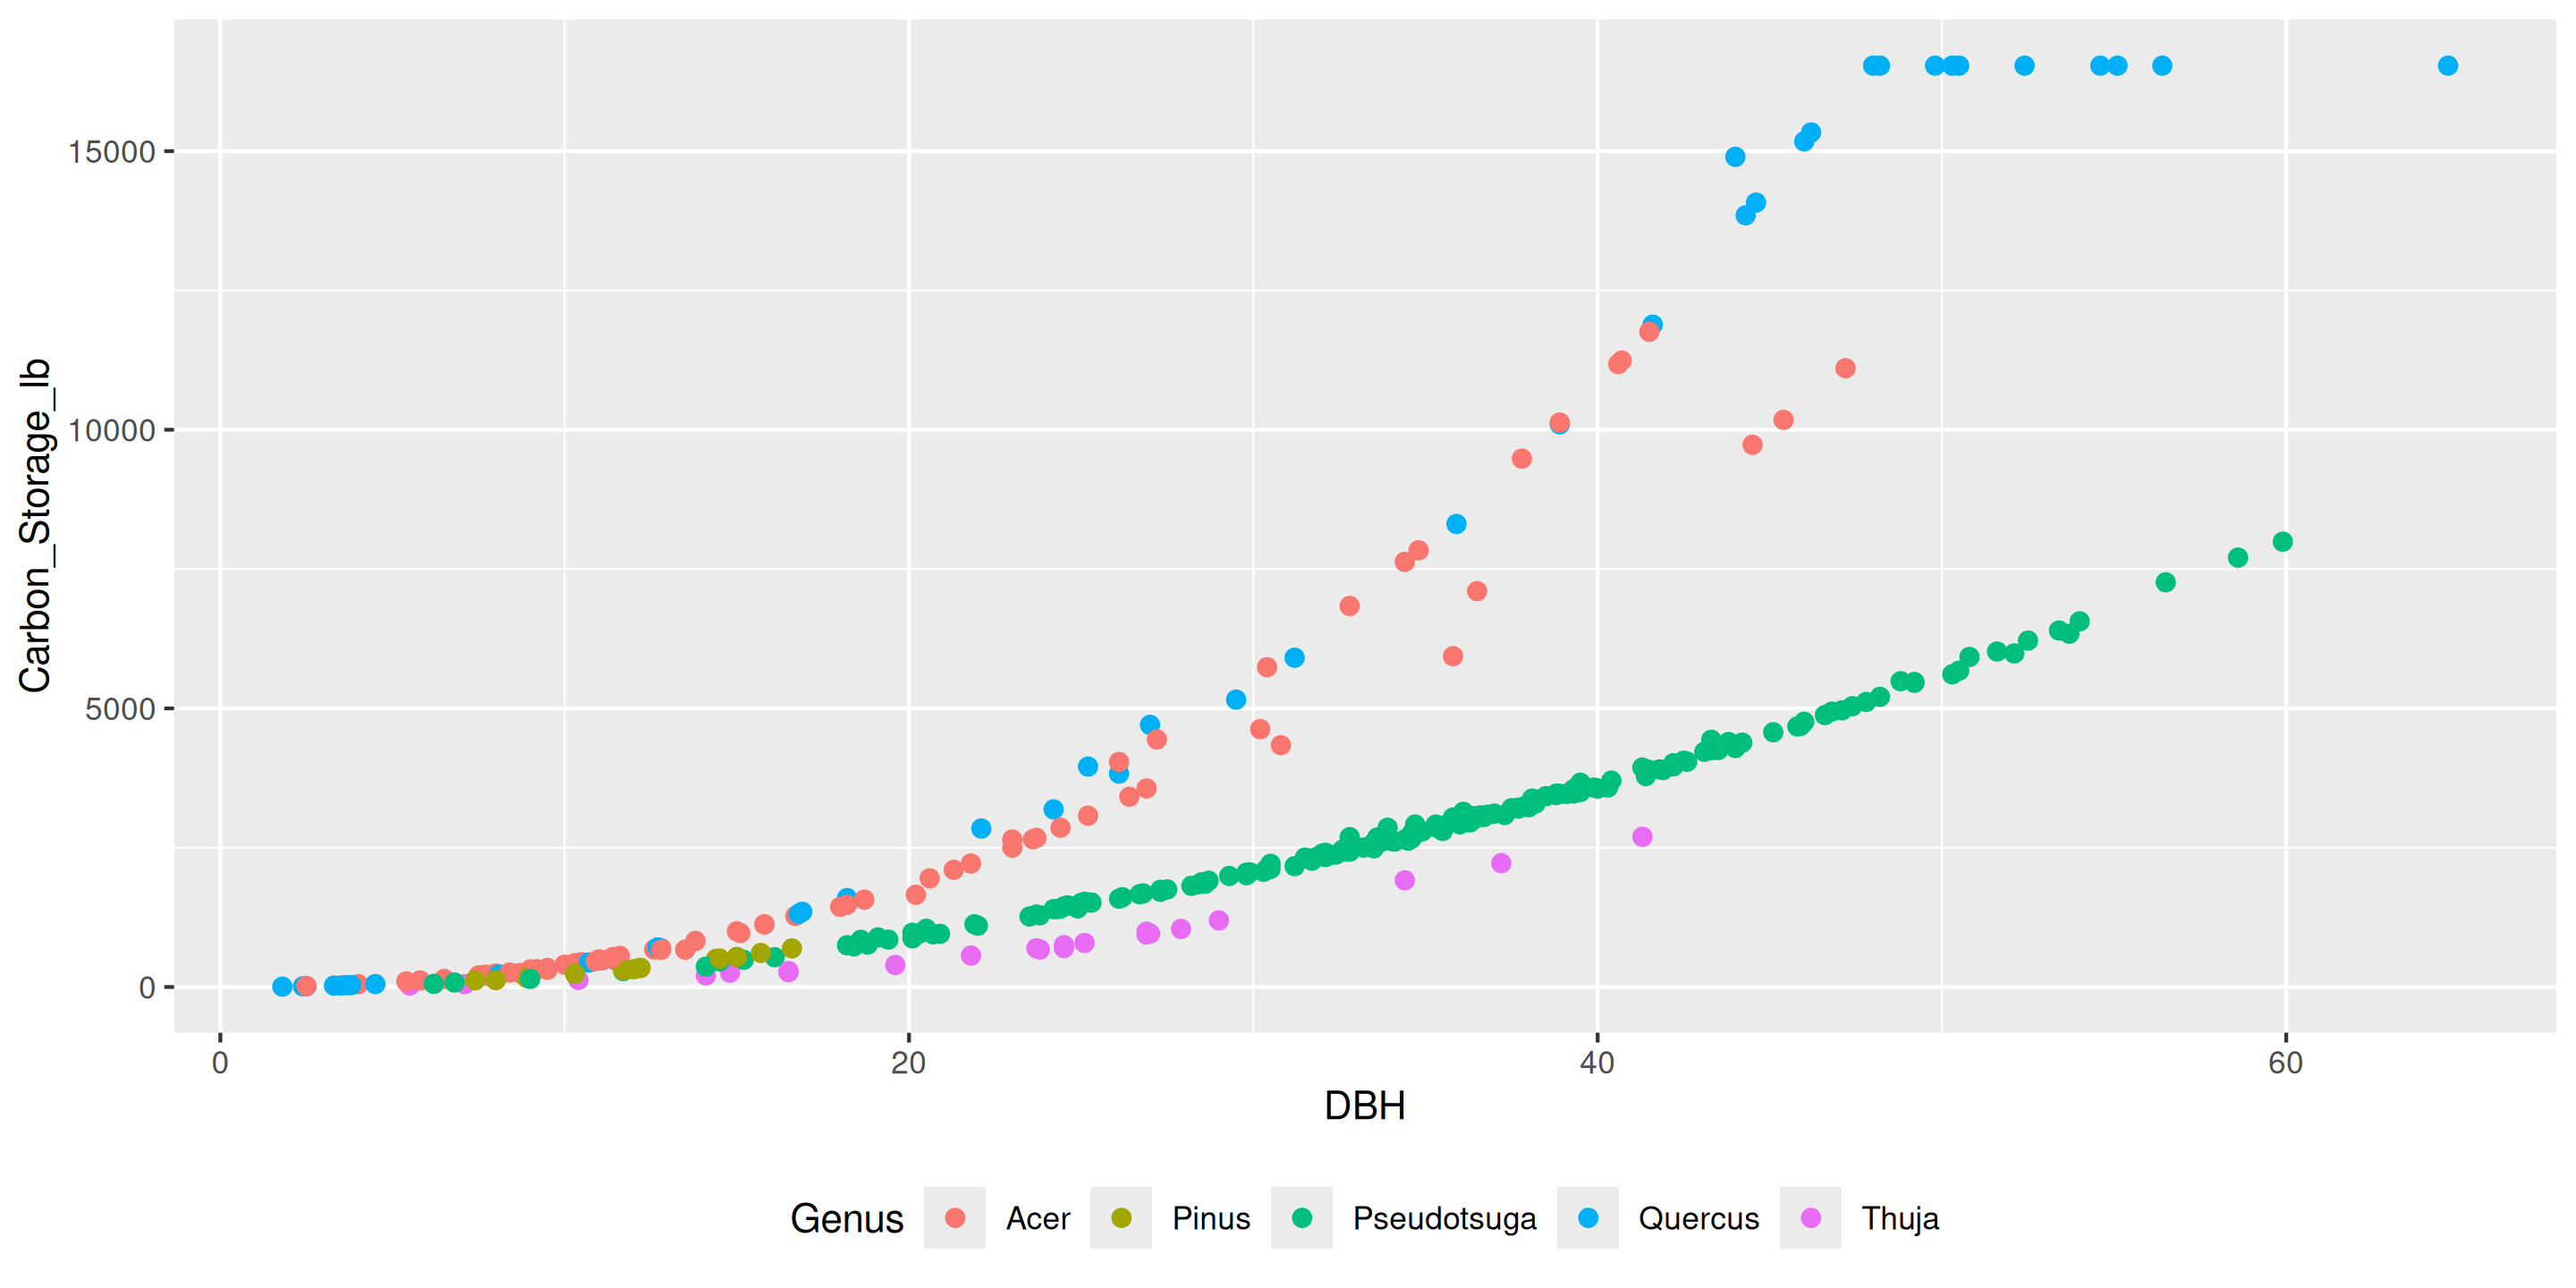 Carbon_Storage_lb
15000
10000
5000
0
0 20 40 60
DBH
Genus Acer Pinus Pseudotsuga Quercus Thuja